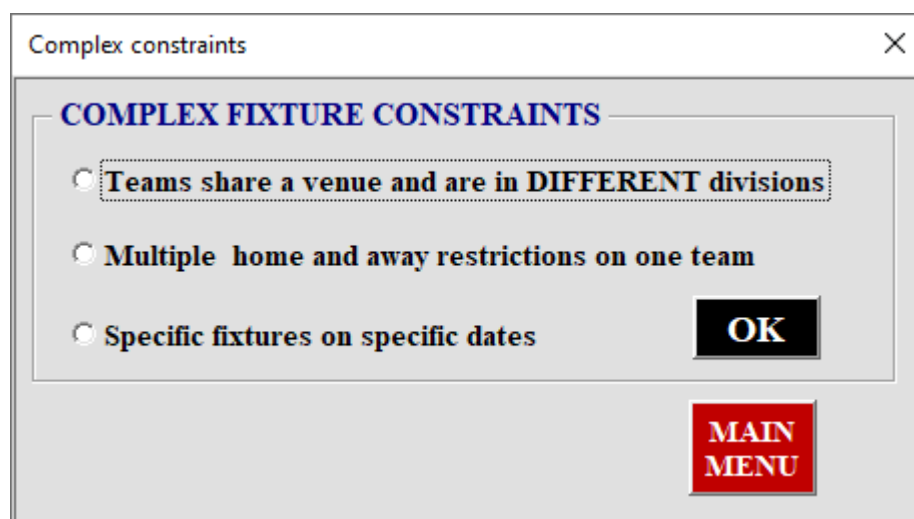 Complex constraints
COMPLEX FIXTURE CONSTRAINTS
Teams share a venue and are in DIFFERENT divisions
Multiple  home and away restrictions on one team
Specific fixtures on specific dates
OK
MAIN
MENU